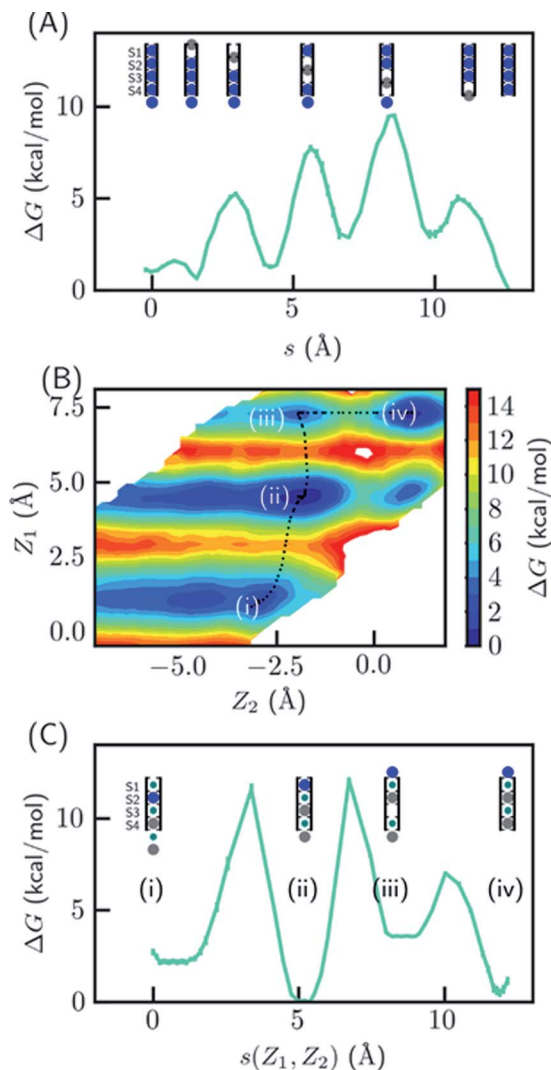 (A)
S1
S2
S3
S4
10
5
0
ΔG (kcal/mol)
0 5 10
s (Å)
(B)
7.5
5.0
2.5
0.0
Z₁ (Å)
(iii) (iv)
(ii)
(i)
−5.0 −2.5 0.0
Z₂ (Å)
14
12
10
8
6
4
2
0
ΔG (kcal/mol)
(C)
S1
S2
S3
S4
10
5
0
ΔG (kcal/mol)
(i) (ii) (iii) (iv)
0 5 10
s(Z₁, Z₂) (Å)